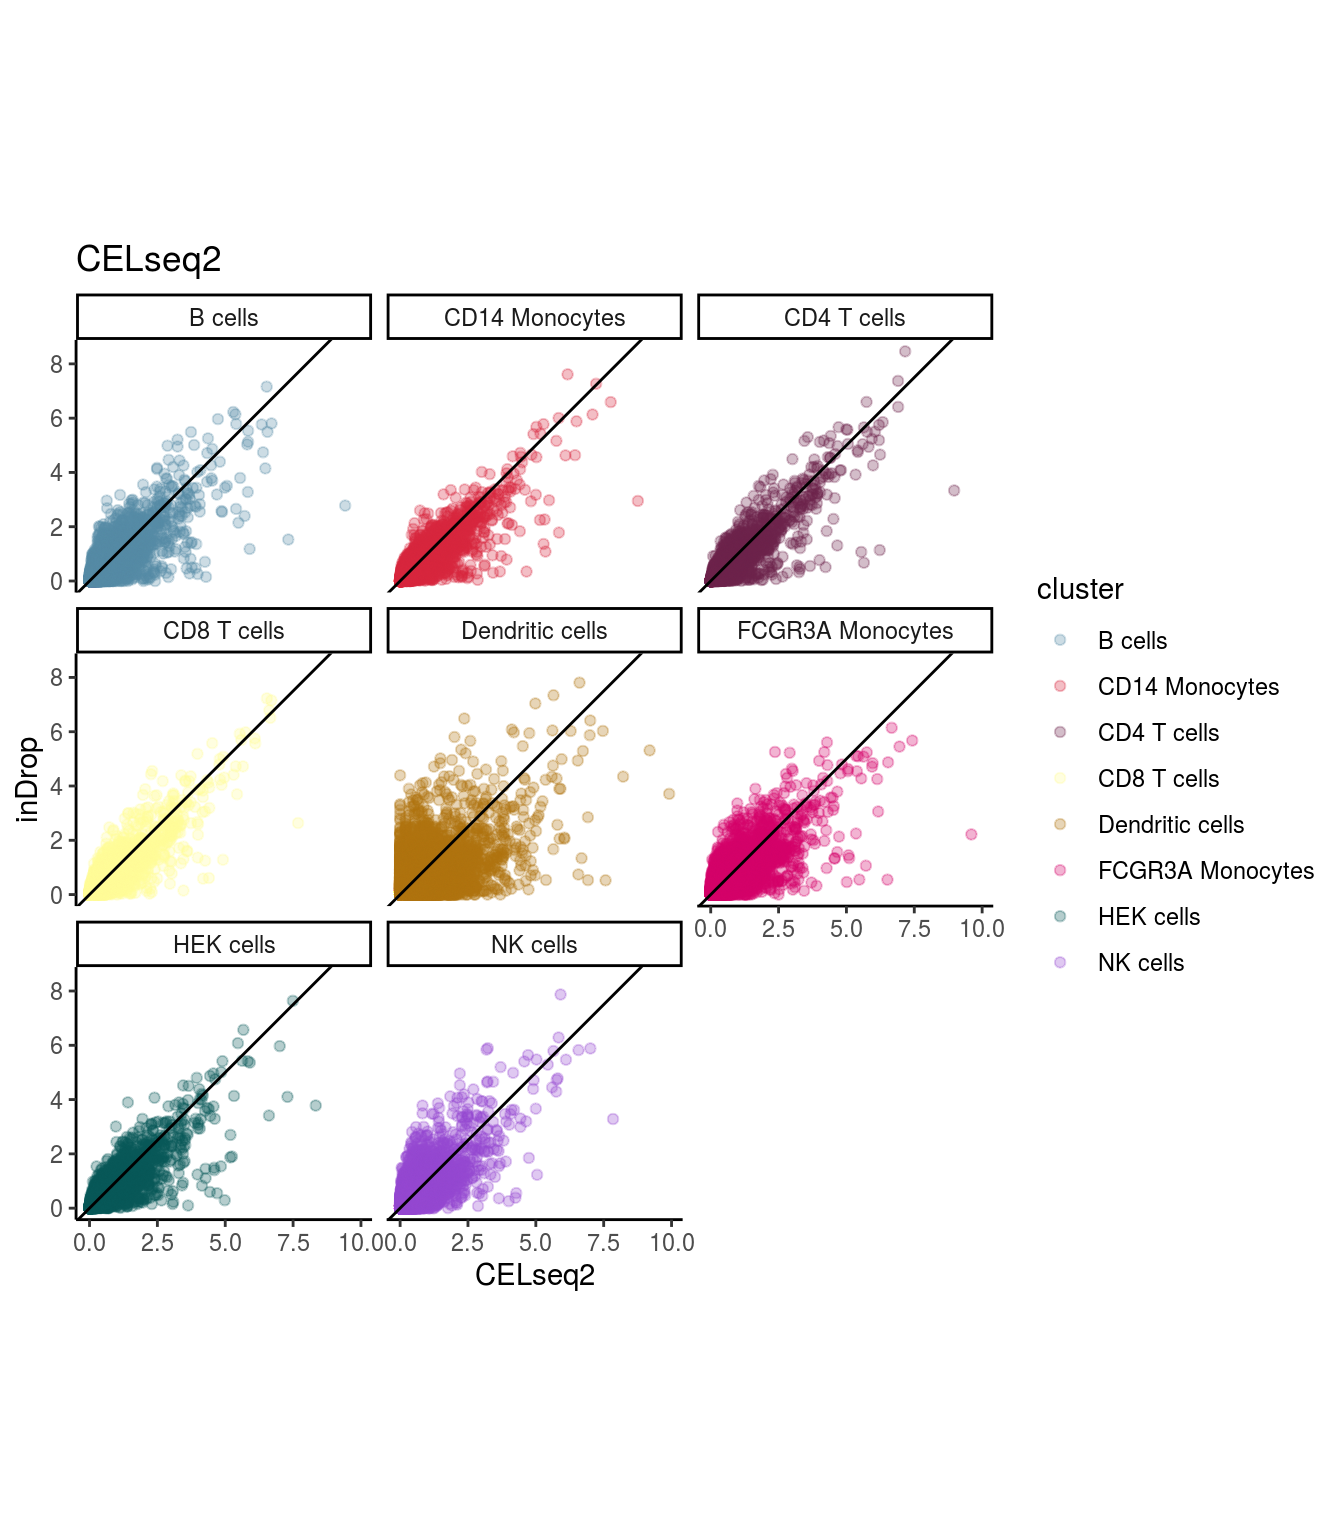 CELseq2
B cells
CD14 Monocytes
CD4 T cells
8
6
4
2
0
CD8 T cells
Dendritic cells
FCGR3A Monocytes
8
6
4
2
0
0.0 2.5 5.0 7.5 10.0
HEK cells
NK cells
8
6
4
2
0
0.0 2.5 5.0 7.5 10.0
0.0 2.5 5.0 7.5 10.0
inDrop
CELseq2
cluster
B cells
CD14 Monocytes
CD4 T cells
CD8 T cells
Dendritic cells
FCGR3A Monocytes
HEK cells
NK cells